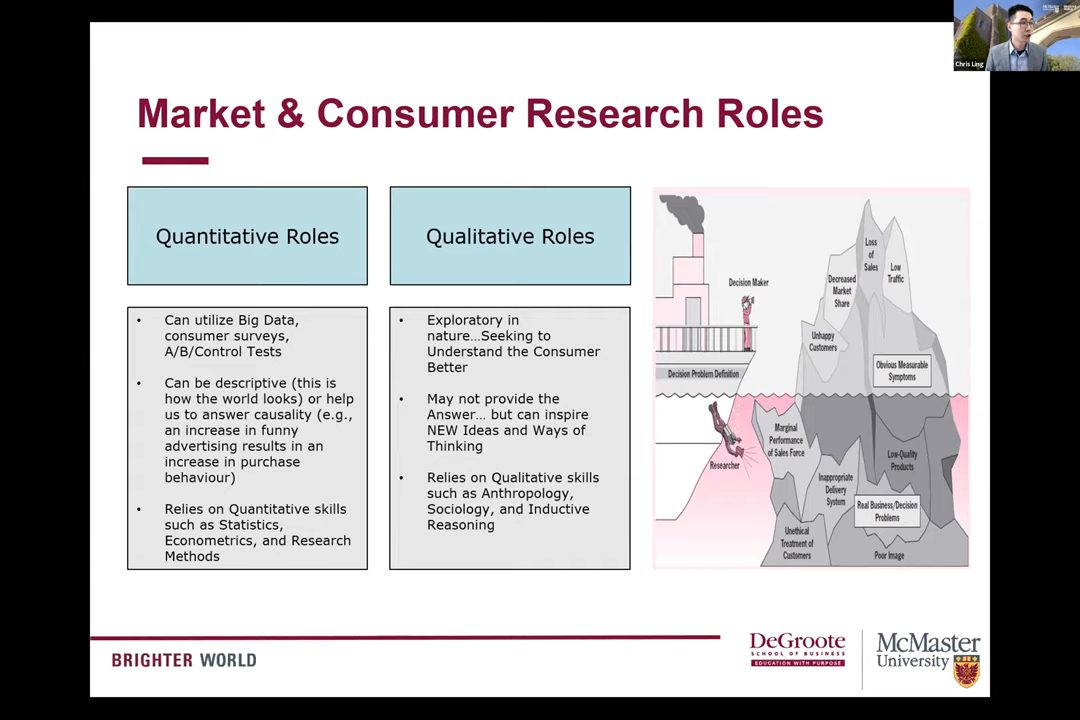 Chris Ling
Market & Consumer Research Roles
Quantitative Roles
• Can utilize Big Data,
consumer surveys,
A/B/Control Tests
• Can be descriptive (this is
how the world looks) or help
us to answer causality (e.g.,
an increase in funny
advertising results in an
increase in purchase
behaviour)
• Relies on Quantitative skills
such as Statistics,
Econometrics, and Research
Methods
Qualitative Roles
• Exploratory in
nature...Seeking to
Understand the Consumer
Better
• May not provide the
Answer... but can inspire
NEW Ideas and Ways of
Thinking
• Relies on Qualitative skills
such as Anthropology,
Sociology, and Inductive
Reasoning
Loss
of
Sales
Low
Traffic
Decreased
Market
Share
Decision Maker
Unhappy
Customers
Obvious Measurable
Symptoms
Decision Problem Definition
Researcher
Marginal
Performance
of Sales Force
Low-Quality
Products
Inappropriate
Delivery
System
Real Business/Decision
Problems
Unethical
Treatment of
Customers
Poor Image
BRIGHTER WORLD
DeGroote
SCHOOL OF BUSINESS
EDUCATION WITH PURPOSE
McMaster
University